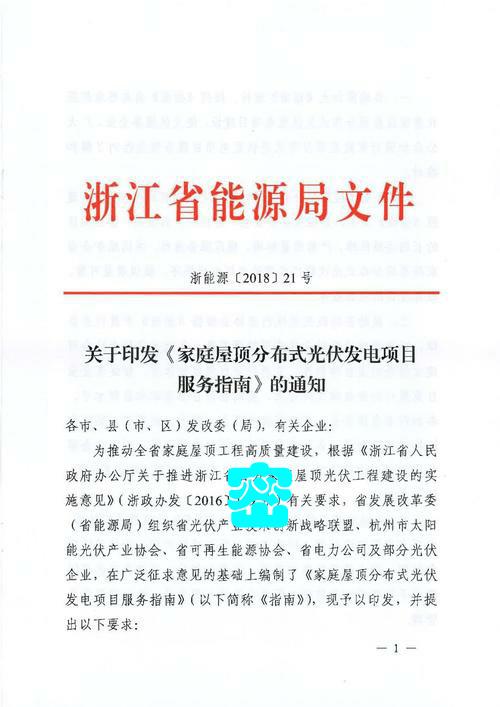 浙江省能源局文件
浙能源〔2018〕21号
关于印发《家庭屋顶分布式光伏发电项目
服务指南》的通知
各市、县（市、区）发改委（局），有关企业：
为推动全省家庭屋顶工程高质量建设，根据《浙江省人民
政府办公厅关于推进浙江省 屋顶光伏工程建设的实
施意见》（浙政办发〔2016〕 有关要求，省发展改革委
（省能源局）组织省光伏产业技术创新战略联盟、杭州市太阳
能光伏产业协会、省可再生能源协会、省电力公司及部分光伏
企业，在广泛征求意见的基础上编制了《家庭屋顶分布式光伏
发电项目服务指南》（以下简称《指南》），现予以印发，并提
出以下要求：
— 1 —